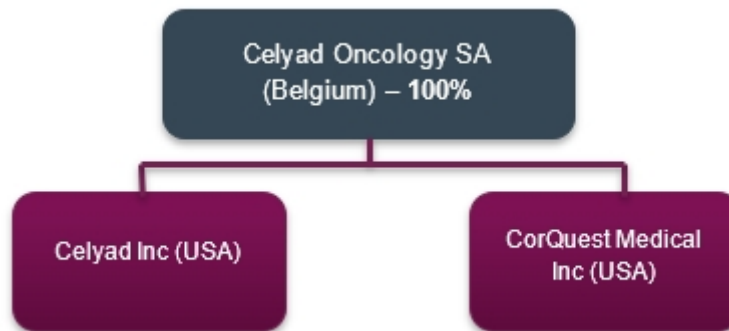 Celyad Oncology SA
(Belgium) – 100%
Celyad Inc (USA)
CorQuest Medical
Inc (USA)